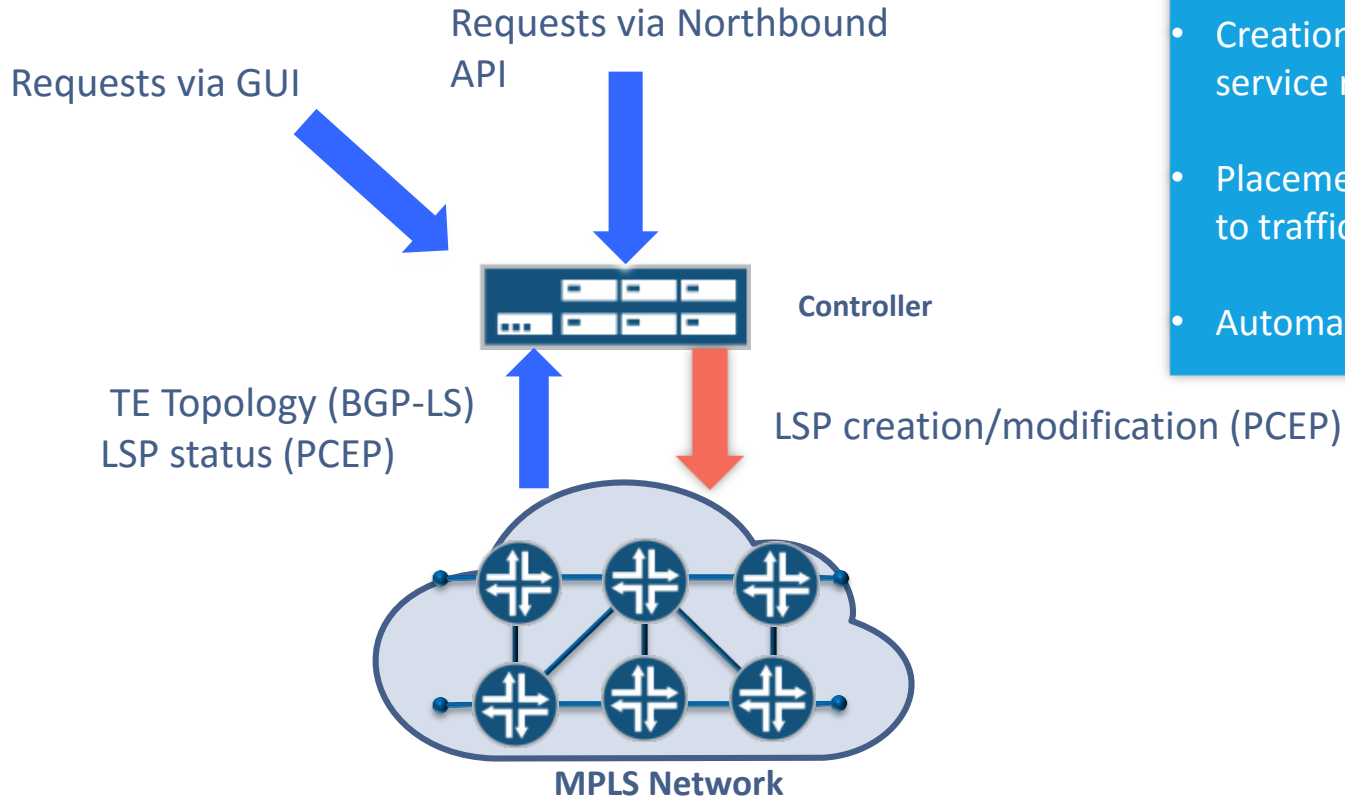 Requests via Northbound
API
Requests via GUI
• Creation
service
• Placeme
to traffic
• Automa
Controller
TE Topology (BGP-LS)
LSP status (PCEP)
LSP creation/modification (PCEP)
MPLS Network